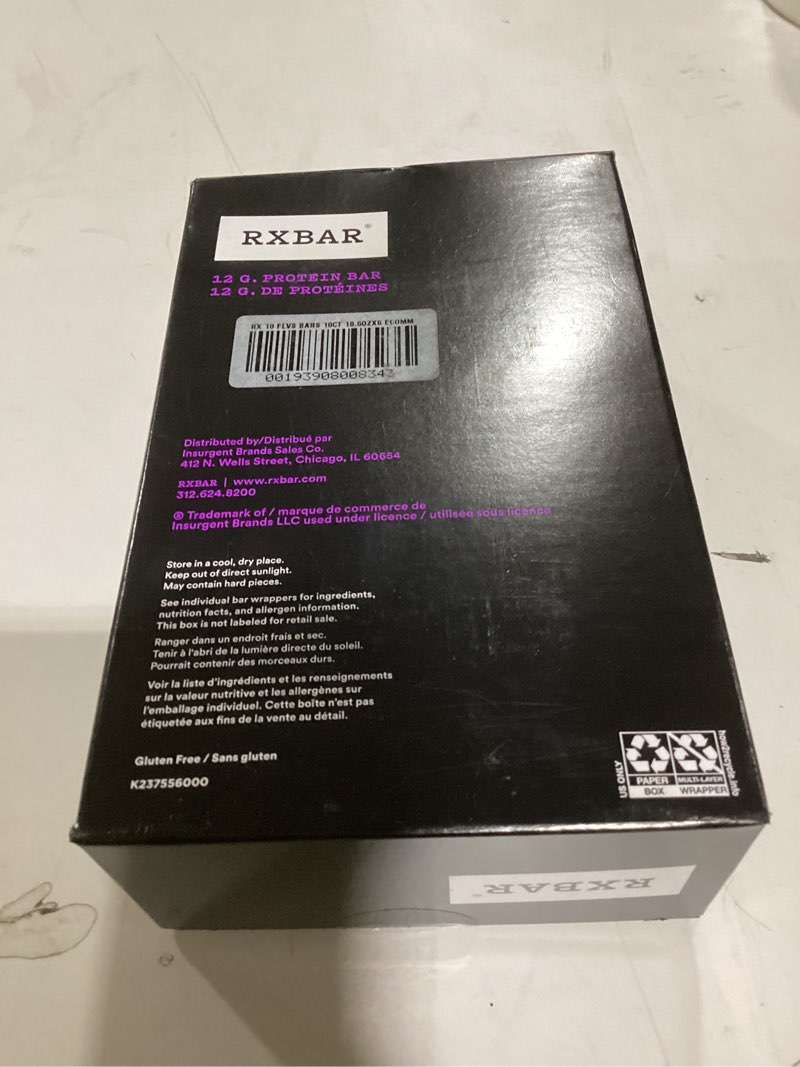 RXBAR®
12 G. PROTEIN BAR
12 G. DE PROTÉINES
RX 10 FLVS BARS 10CT 18.6OZX6 ECOMM
00193908008343
Distributed by/Distribué par
Insurgent Brands Sales Co.
412 N. Wells Street, Chicago, IL 60654
RXBAR | www.rxbar.com
312.624.8200
® Trademark of / marque de commerce de
Insurgent Brands LLC used under licence / utilisée sous licence
Store in a cool, dry place.
Keep out of direct sunlight.
May contain hard pieces.
See individual bar wrappers for ingredients,
nutrition facts, and allergen information.
This box is not labeled for retail sale.
Ranger dans un endroit frais et sec.
Tenir à l'abri de la lumière directe du soleil.
Pourrait contenir des morceaux durs.
Voir la liste d'ingrédients et les renseignements
sur la valeur nutritive et les allergènes sur
l'emballage individuel. Cette boîte n'est pas
étiquetée aux fins de la vente au détail.
Gluten Free / Sans gluten
K237556000
US ONLY
PAPER
BOX
MULTI-LAYER
WRAPPER
how2recycle.info
RXBAR®